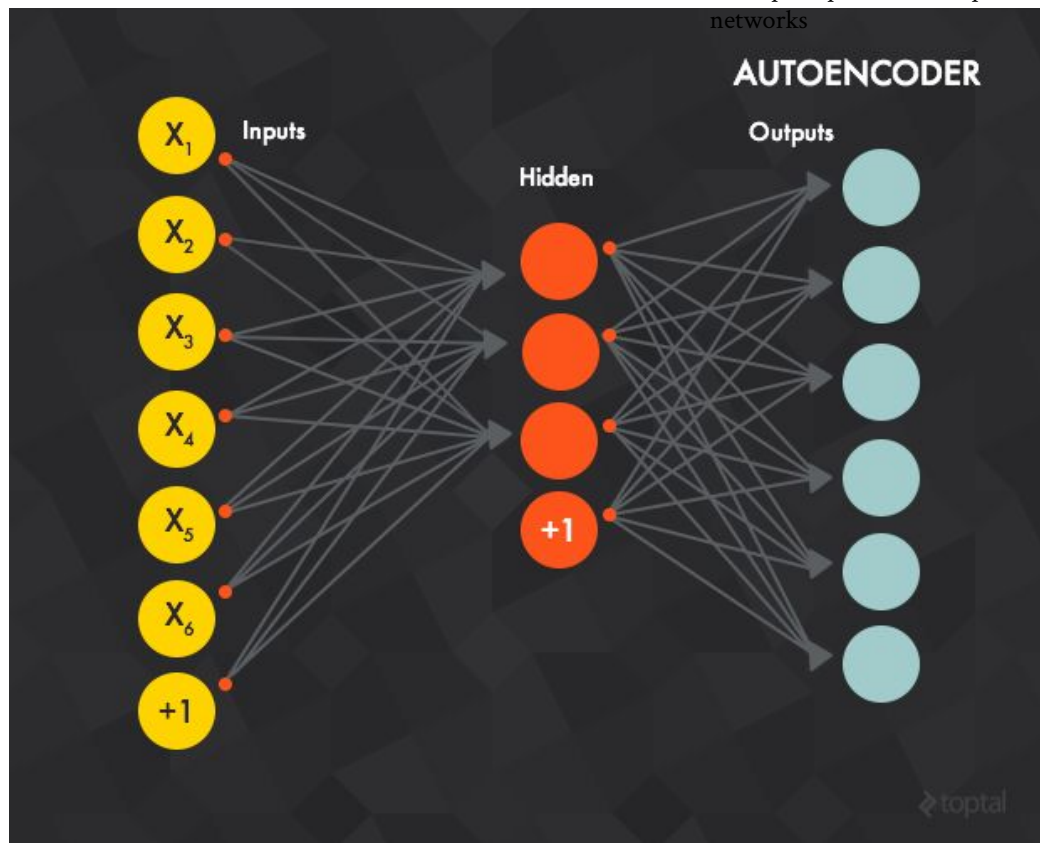 networks
AUTOENCODER
Inputs
Outputs
Hidden
X1
X2
X3
X4
X5
X6
+1
+1
toptal